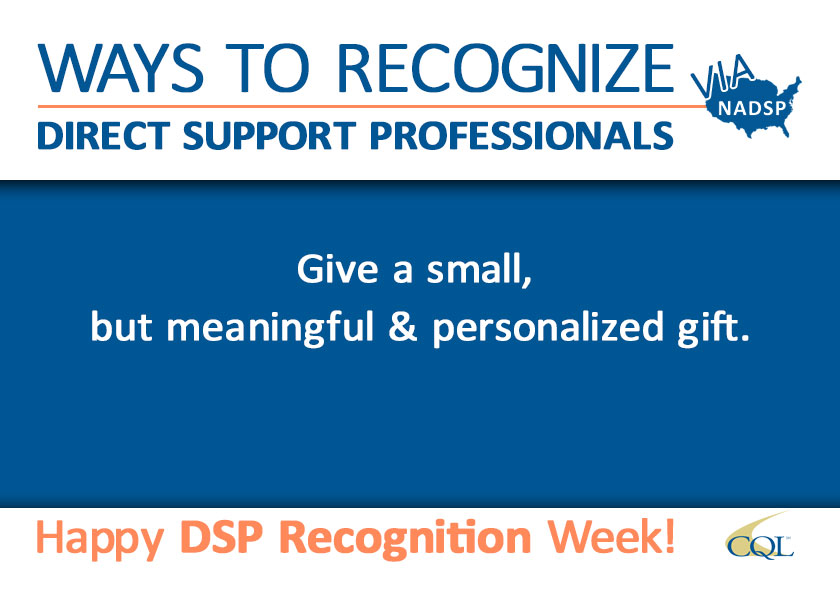 WAYS TO RECOGNIZE
VIA
NADSP
DIRECT SUPPORT PROFESSIONALS
Give a small,
but meaningful & personalized gift.
Happy DSP Recognition Week!
CQL